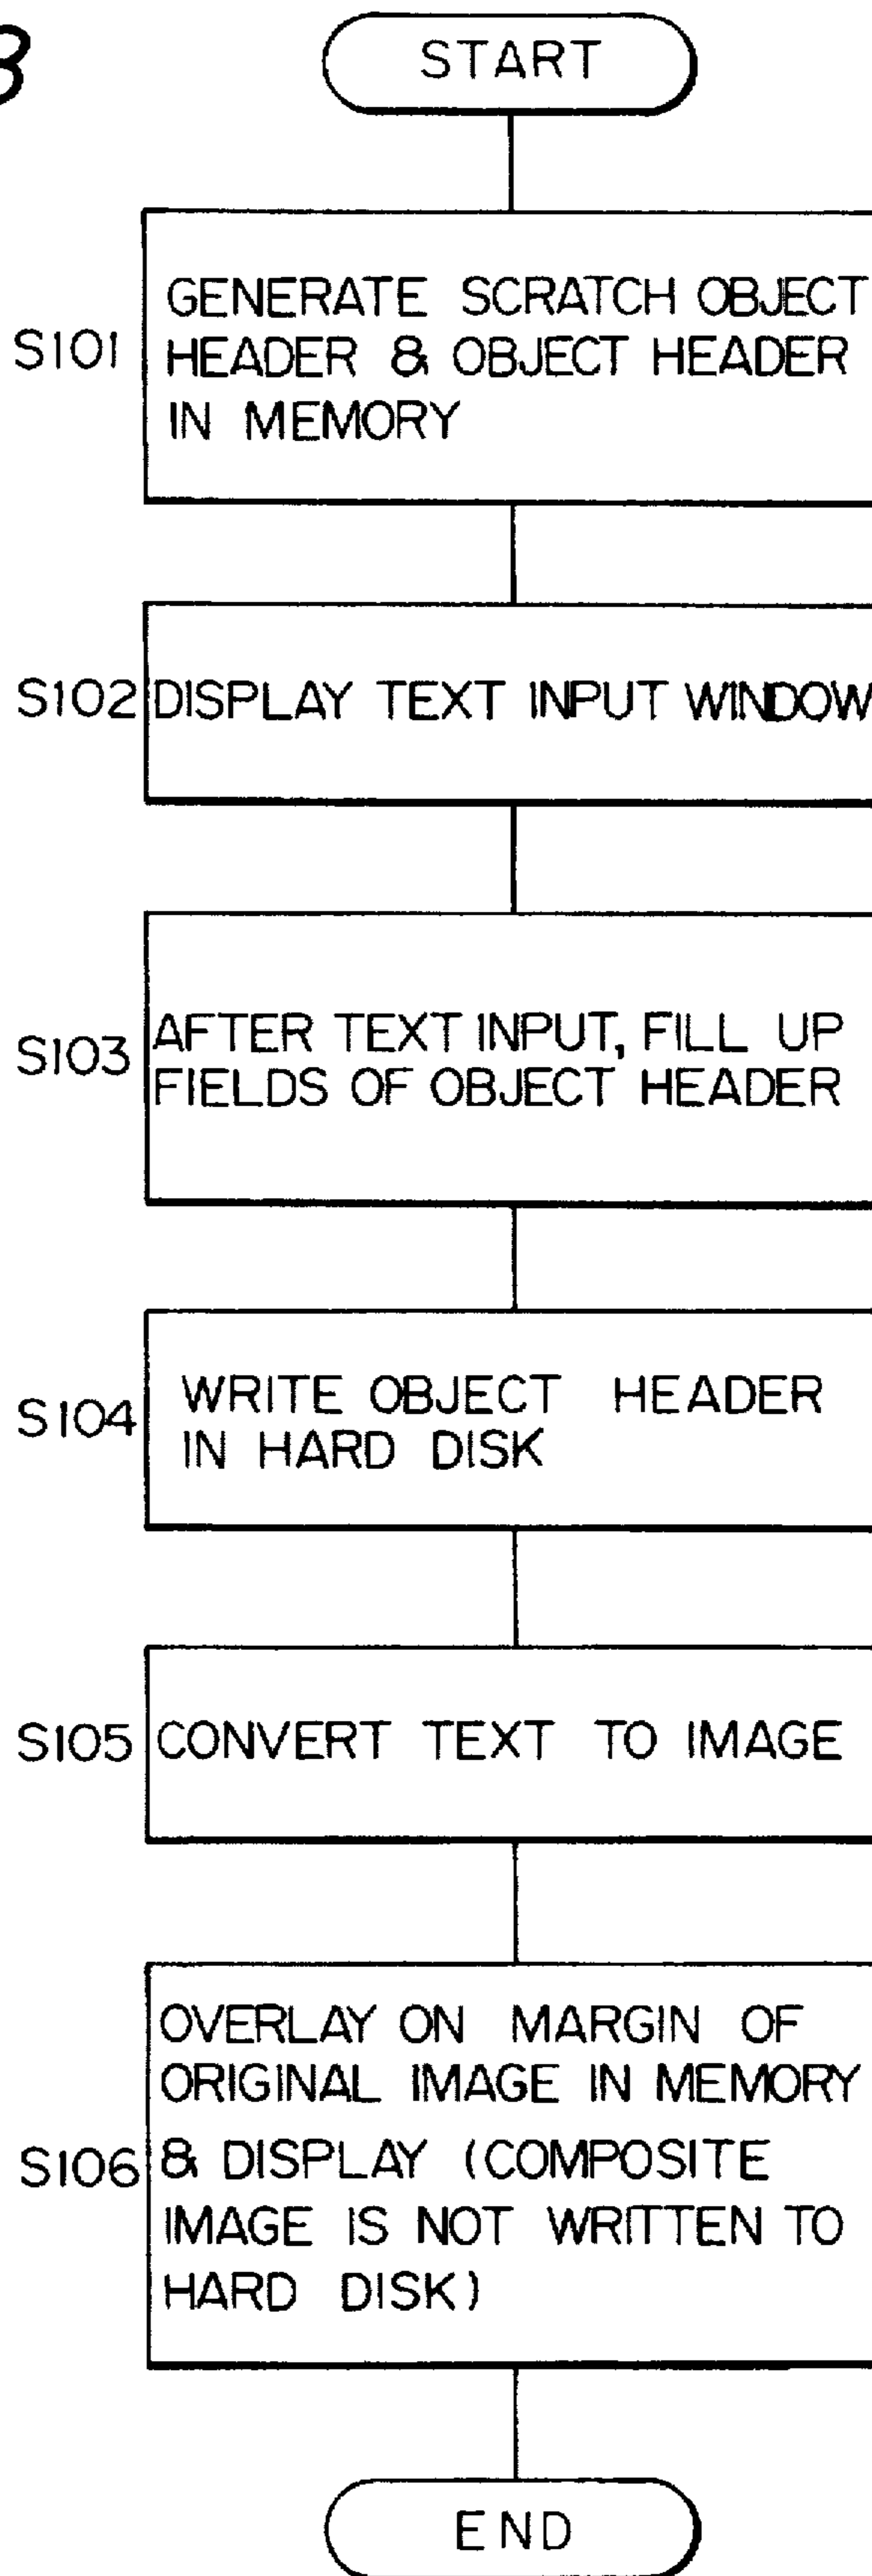 START
S101
GENERATE SCRATCH OBJECT
HEADER & OBJECT HEADER
IN MEMORY
S102
DISPLAY TEXT INPUT WINDOW
S103
AFTER TEXT INPUT, FILL UP
FIELDS OF OBJECT HEADER
S104
WRITE OBJECT HEADER
IN HARD DISK
S105
CONVERT TEXT TO IMAGE
S106
OVERLAY ON MARGIN OF
ORIGINAL IMAGE IN MEMORY
& DISPLAY (COMPOSITE
IMAGE IS NOT WRITTEN TO
HARD DISK)
END